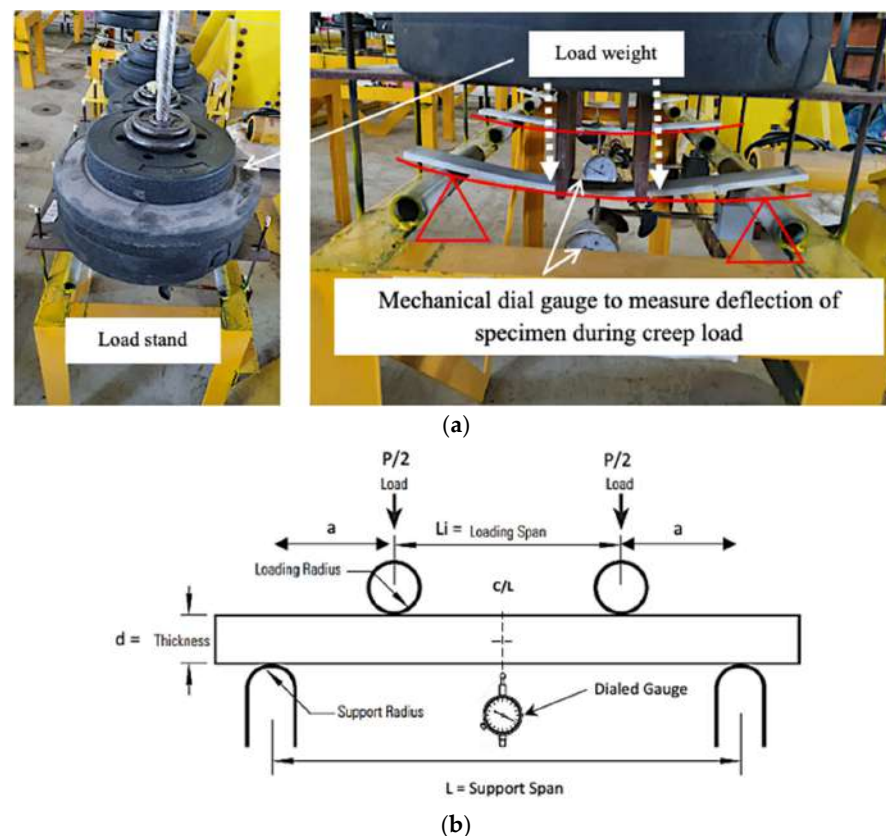 Load weight
Load stand
Mechanical dial gauge to measure deflection of
specimen during creep load
(a)
P/2
Load
P/2
Load
a
Li = Loading Span
a
Loading Radius
C/L
d = Thickness
Support Radius
Dialed Gauge
L = Support Span
(b)